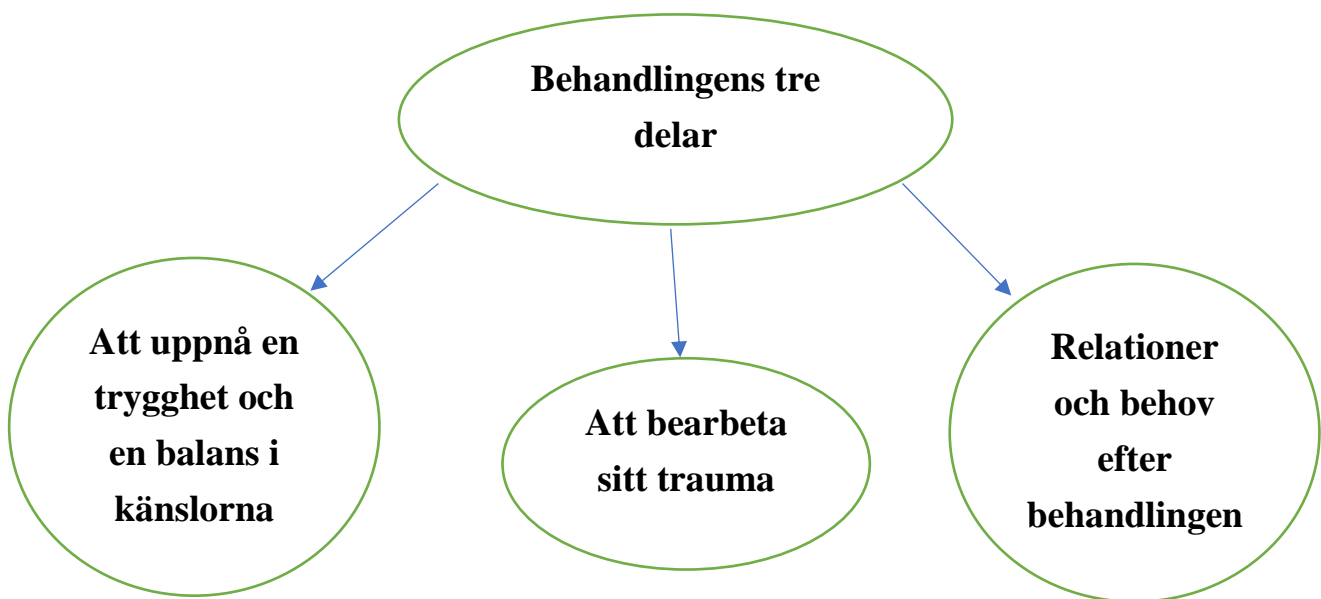 Behandlingens tre
delar
Att uppnå en
trygghet och
en balans i
känslorna
Att bearbeta
sitt trauma
Relationer
och behov
efter
behandlingen